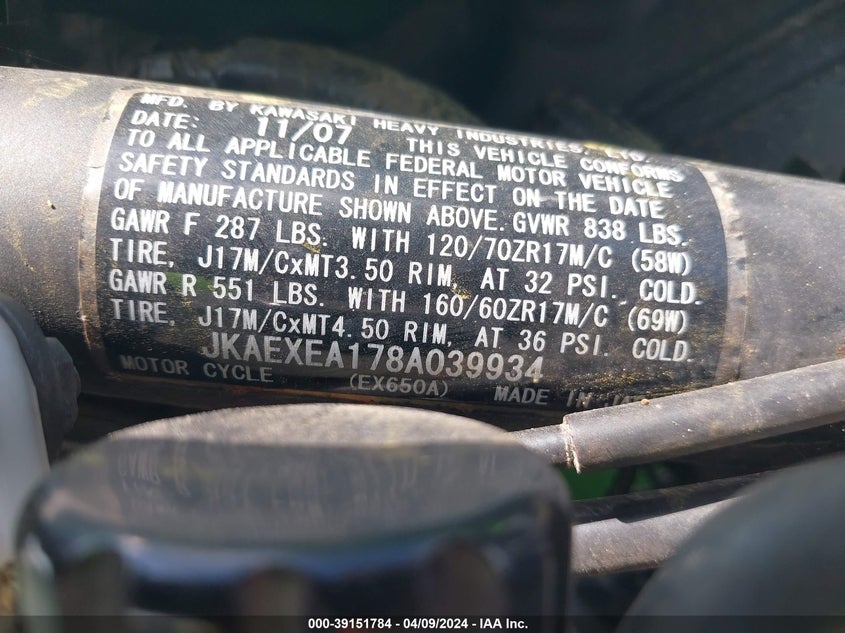 MFD. BY KAWASAKI HEAVY INDUSTRIES, LTD.
DATE: 11/07 THIS VEHICLE CONFORMS
TO ALL APPLICABLE FEDERAL MOTOR VEHICLE
SAFETY STANDARDS IN EFFECT ON THE DATE
OF MANUFACTURE SHOWN ABOVE. GVWR 838 LBS.
GAWR F 287 LBS. WITH 120/70ZR17M/C (58W)
TIRE, J17M/CxMT3.50 RIM, AT 32 PSI. COLD.
GAWR R 551 LBS. WITH 160/60ZR17M/C (69W)
TIRE, J17M/CxMT4.50 RIM, AT 36 PSI. COLD.
JKAEXEA178A039934
MOTOR CYCLE (EX650A) MADE IN
000-39151784 - 04/09/2024 - IAA Inc.